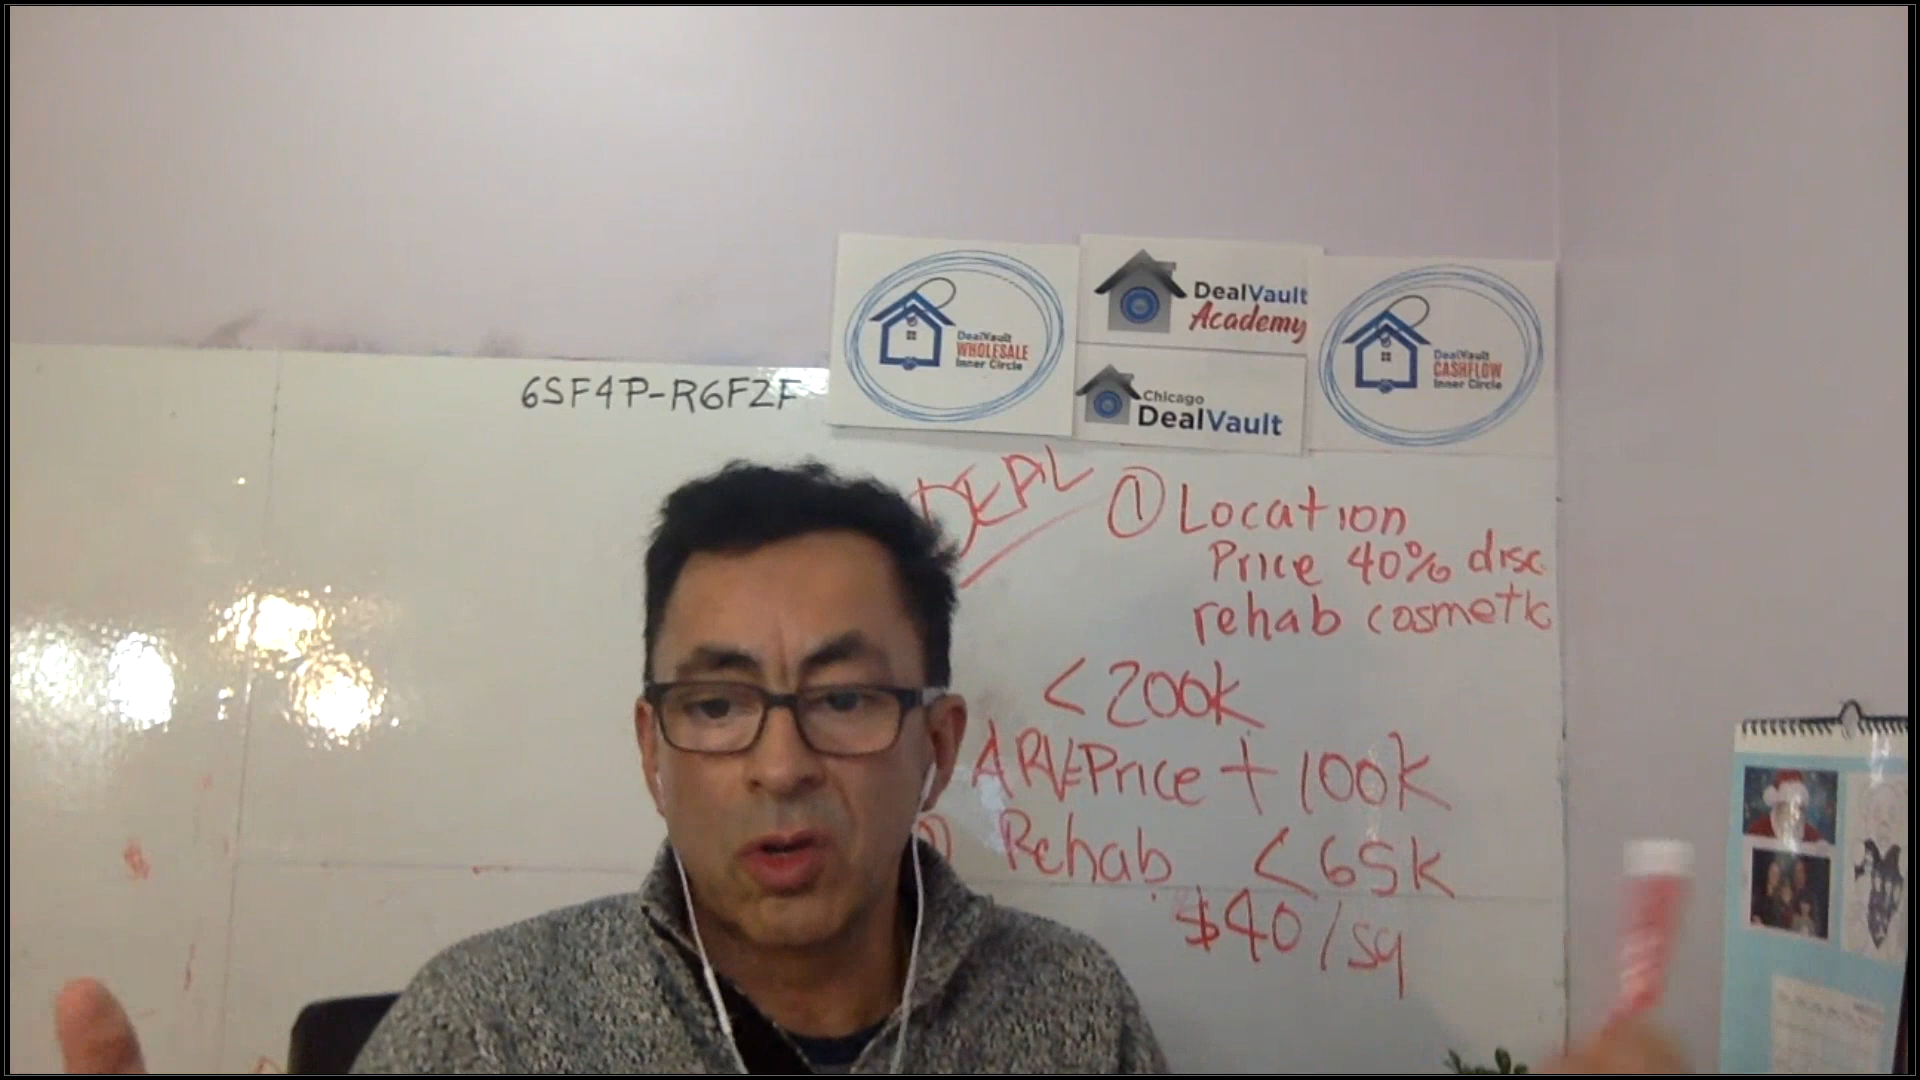 6SF4P-R6F2F
DealVault
WHOLESALE
Inner Circle
DealVault
Academy
Chicago
DealVault
DealVault
CASHFLOW
Inner Circle
DEAL
① Location
Price 40% disc.
rehab cosmetic
<200k
ARV=Price + 100k
Rehab <65k
$40/sq